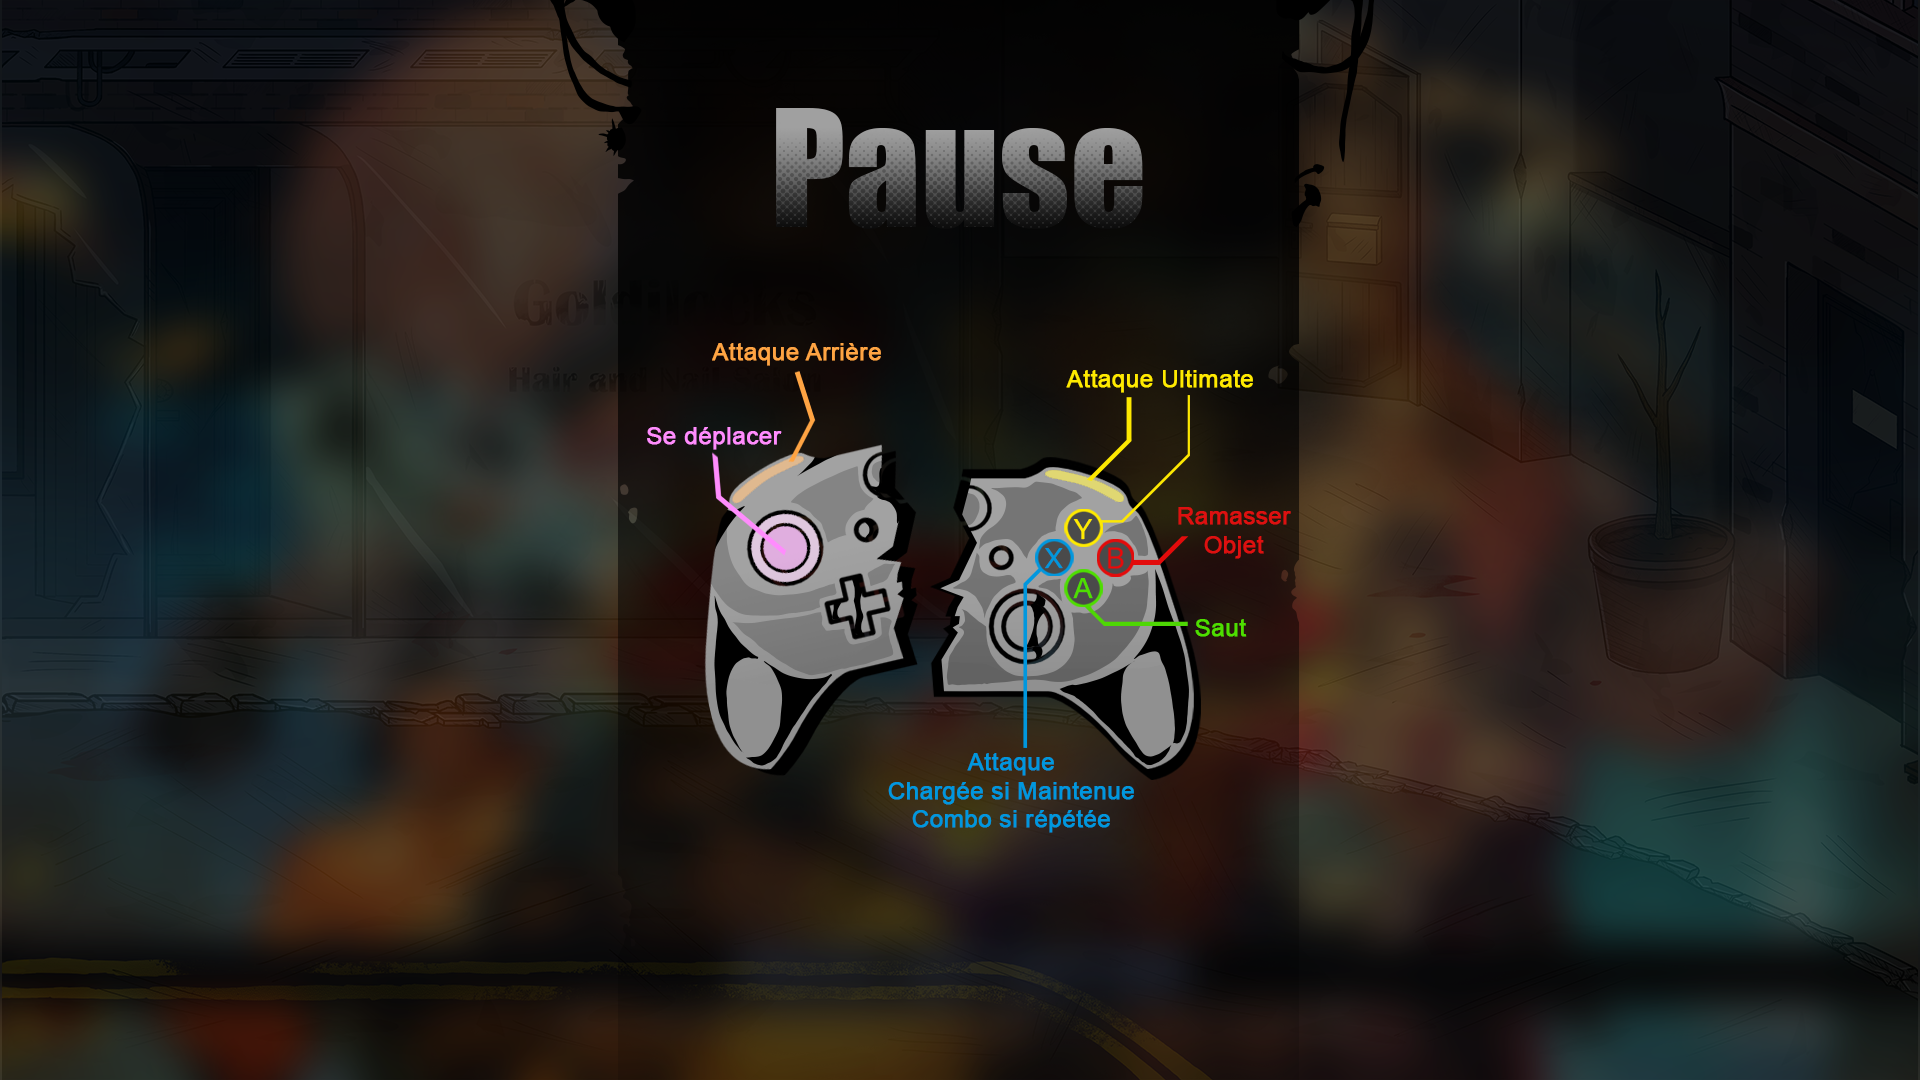 Pause
Attaque Arrière
Attaque Ultimate
Se déplacer
Ramasser
Objet
Y
X
B
A
Saut
Attaque
Chargée si Maintenue
Combo si répétée